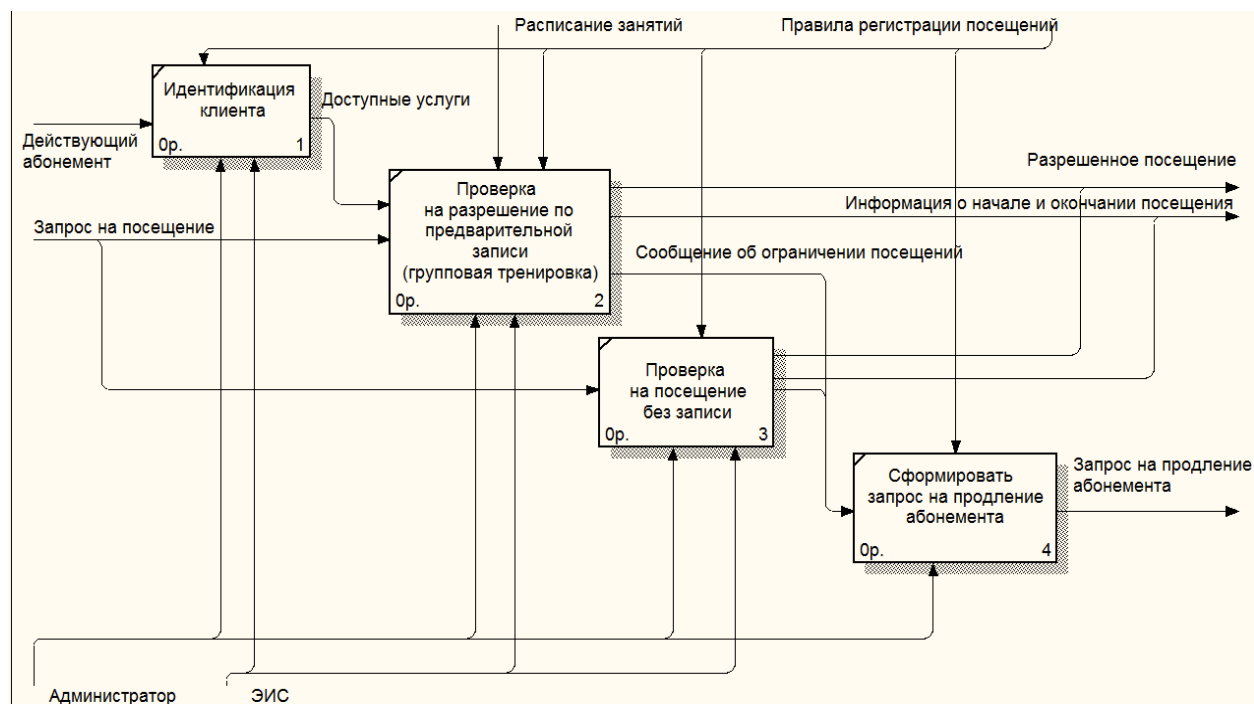 Расписание занятий
Правила регистрации посещений
Идентификация
клиента
0р.
1
Доступные услуги
Действующий
абонемент
Проверка
на разрешение по
предварительной
записи
(групповая тренировка)
0р.
2
Разрешенное посещение
Информация о начале и окончании посещения
Запрос на посещение
Сообщение об ограничении посещений
Проверка
на посещение
без записи
0р.
3
Сформировать
запрос на продление
абонемента
0р.
4
Запрос на продление
абонемента
Администратор
ЭИС